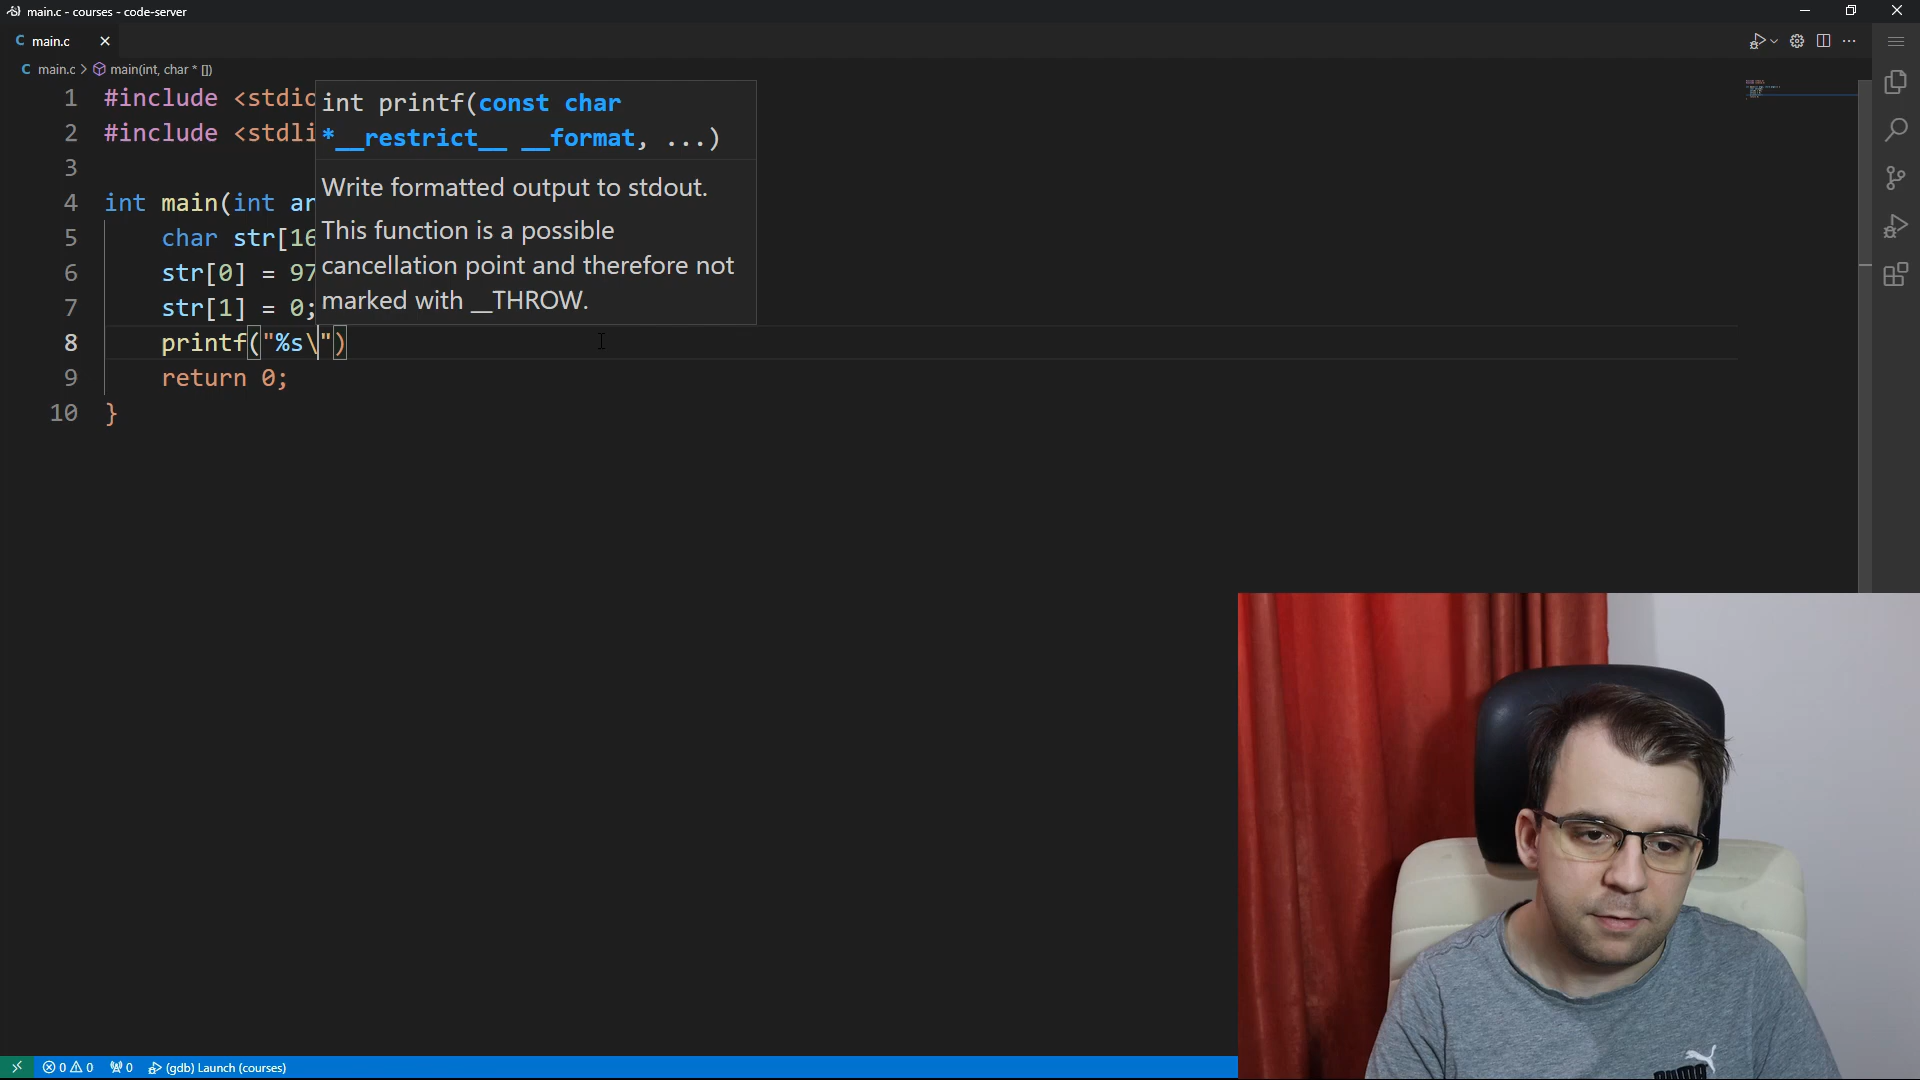 main.c - courses - code-server
main.c
main.c > main(int, char * [])
1 #include <stdio
2 #include <stdli
3
4 int main(int ar
5 char str[16
6 str[0] = 97
7 str[1] = 0;
8 printf("%s\")
9 return 0;
10 }
int printf(const char
*__restrict__ __format, ...)
Write formatted output to stdout.
This function is a possible
cancellation point and therefore not
marked with __THROW.
0 0 0 (gdb) Launch (courses)
PUMA